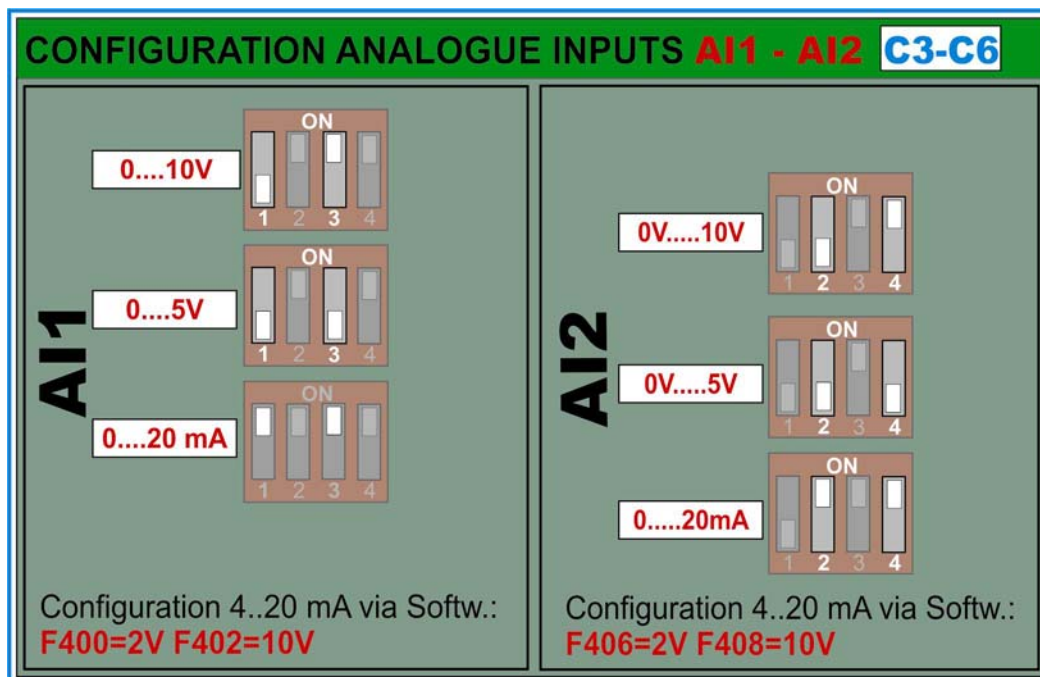 CONFIGURATION ANALOGUE INPUTS AI1 - AI2 C3-C6
AI1
0....10V
ON
1 2 3 4
0....5V
ON
1 2 3 4
0....20 mA
ON
1 2 3 4
Configuration 4..20 mA via Softw.:
F400=2V F402=10V
AI2
0V.....10V
ON
1 2 3 4
0V.....5V
ON
1 2 3 4
0.....20mA
ON
1 2 3 4
Configuration 4..20 mA via Softw.:
F406=2V F408=10V